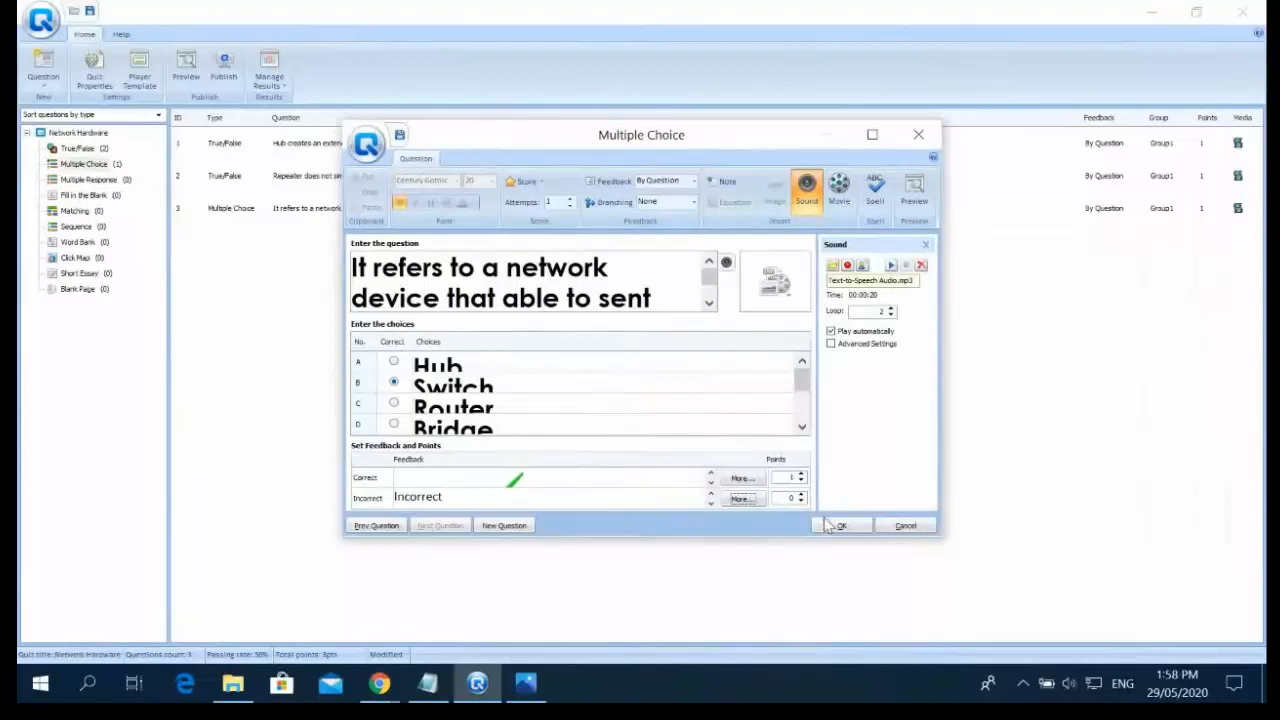 Home Help
Question Quiz Properties Player Template Preview Publish Manage Results
New Settings Publish Results
Sort questions by type
ID Type Question Feedback Group Points Media
Network Hardware
True/False (2)
Multiple Choice (1)
Multiple Response (0)
Fill in the Blank (0)
Matching (0)
Sequence (0)
Word Bank (0)
Click Map (0)
Short Essay (0)
Blank Page (0)
1 True/False Hub creates an exten By Question Group1 1
2 True/False Repeater does not sim By Question Group1 1
3 Multiple Choice It refers to a network By Question Group1 1
Multiple Choice
Question
Cut Copy Paste
Century Gothic 20
Score
Attempts: 1
Feedback By Question
Branching None
Note
Equation
Image Sound Movie Spell Preview
ABC
Clipboard Font Score Feedback Insert Spell Preview
Enter the question
It refers to a network
device that able to sent
Enter the choices
No. Correct Choices
A Hub
B Switch
C Router
D Bridge
Set Feedback and Points
Feedback Points
Correct More... 1
Incorrect Incorrect More... 0
Prev Question Next Question New Question OK Cancel
Sound
Text-to-Speech Audio.mp3
Time: 00:00:20
Loop: 2
Play automatically
Advanced Settings
Quiz title: Network Hardware Questions count: 3 Passing rate: 50% Total points: 3pts Modified
ENG
1:58 PM
29/05/2020